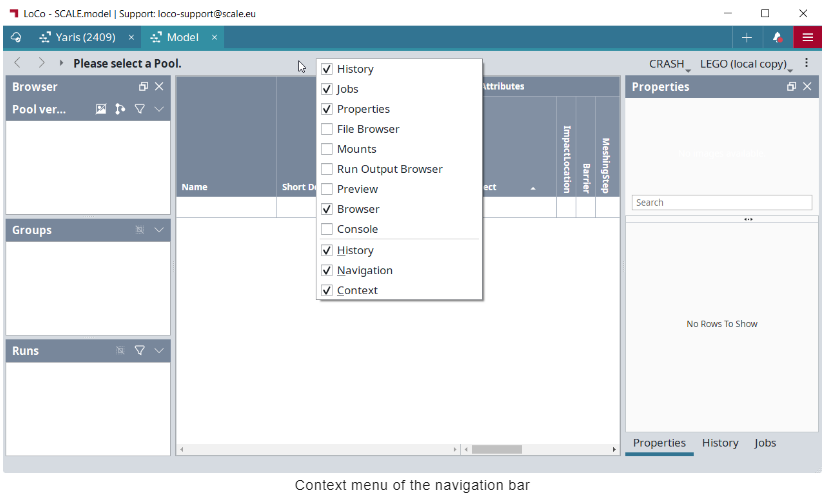 LoCo - SCALE.model | Support: loco-support@scale.eu
Yaris (2409)
Model
Please select a Pool.
CRASH
LEGO (local copy)
Browser
Pool ver...
Groups
Runs
Name
Short De
Attributes
ect
ImpactLocation
Barrier
MeshingStep
History
Jobs
Properties
File Browser
Mounts
Run Output Browser
Preview
Browser
Console
History
Navigation
Context
Properties
Search
No Rows To Show
Properties
History
Jobs
Context menu of the navigation bar